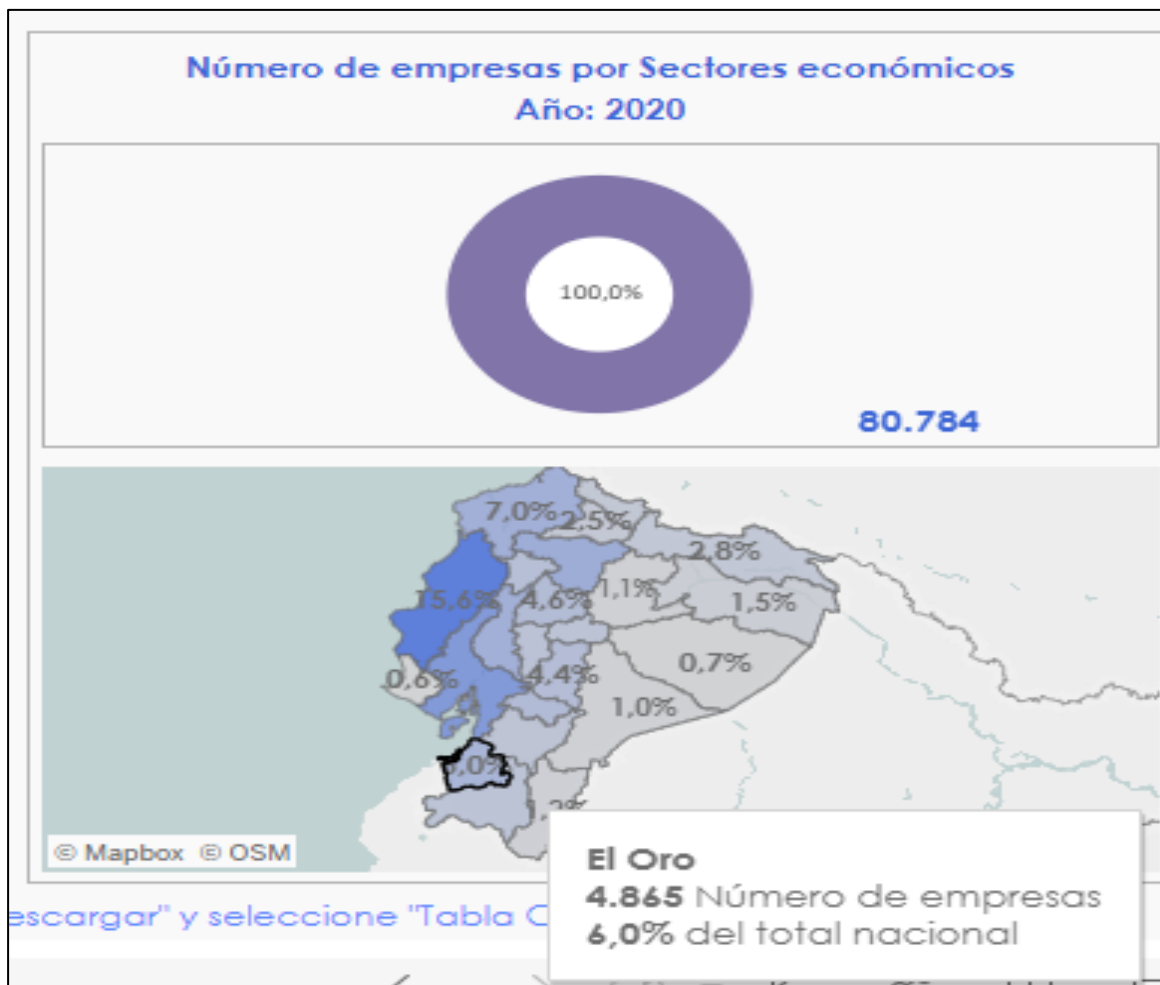 Número de empresas por Sectores económicos
Año: 2020
100,0%
80.784
7,0%
2,5%
2,8%
15,6%
4,6%
1,1%
1,5%
0,6%
4,4%
0,7%
1,0%
© Mapbox © OSM
El Oro
4.865 Número de empresas
6,0% del total nacional
escargar" y seleccione "Tabla